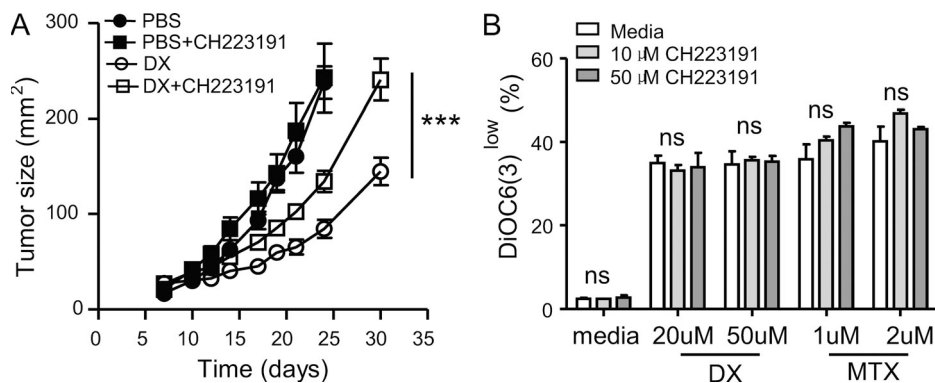 A
PBS
PBS+CH223191
DX
DX+CH223191
Tumor size (mm²)
300
200
100
0
***
0 5 10 15 20 25 30 35
Time (days)
B
Media
10 µM CH223191
50 µM CH223191
DiOC6(3)low (%)
60
40
20
0
ns
ns
ns
ns
ns
media
20uM 50uM 1uM 2uM
DX MTX